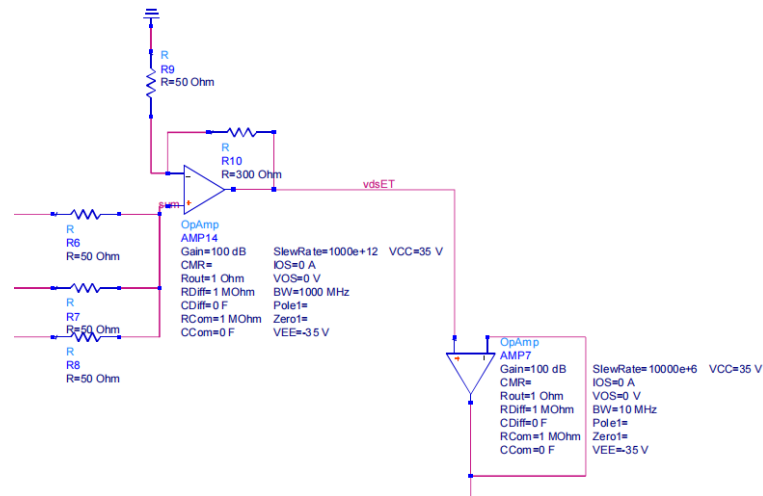 R
R9
R=50 Ohm
R
R10
R=300 Ohm
vdsET
sum
R
R6
R=50 Ohm
R
R7
R=50 Ohm
R
R8
R=50 Ohm
OpAmp
AMP14
Gain=100 dB SlewRate=1000e+12 VCC=35 V
CMR= IOS=0 A
Rout=1 Ohm VOS=0 V
RDiff=1 MOhm BW=1000 MHz
CDiff=0 F Pole1=
RCom=1 MOhm Zero1=
CCom=0 F VEE=-35 V
OpAmp
AMP7
Gain=100 dB SlewRate=10000e+6 VCC=35 V
CMR= IOS=0 A
Rout=1 Ohm VOS=0 V
RDiff=1 MOhm BW=10 MHz
CDiff=0 F Pole1=
RCom=1 MOhm Zero1=
CCom=0 F VEE=-35 V